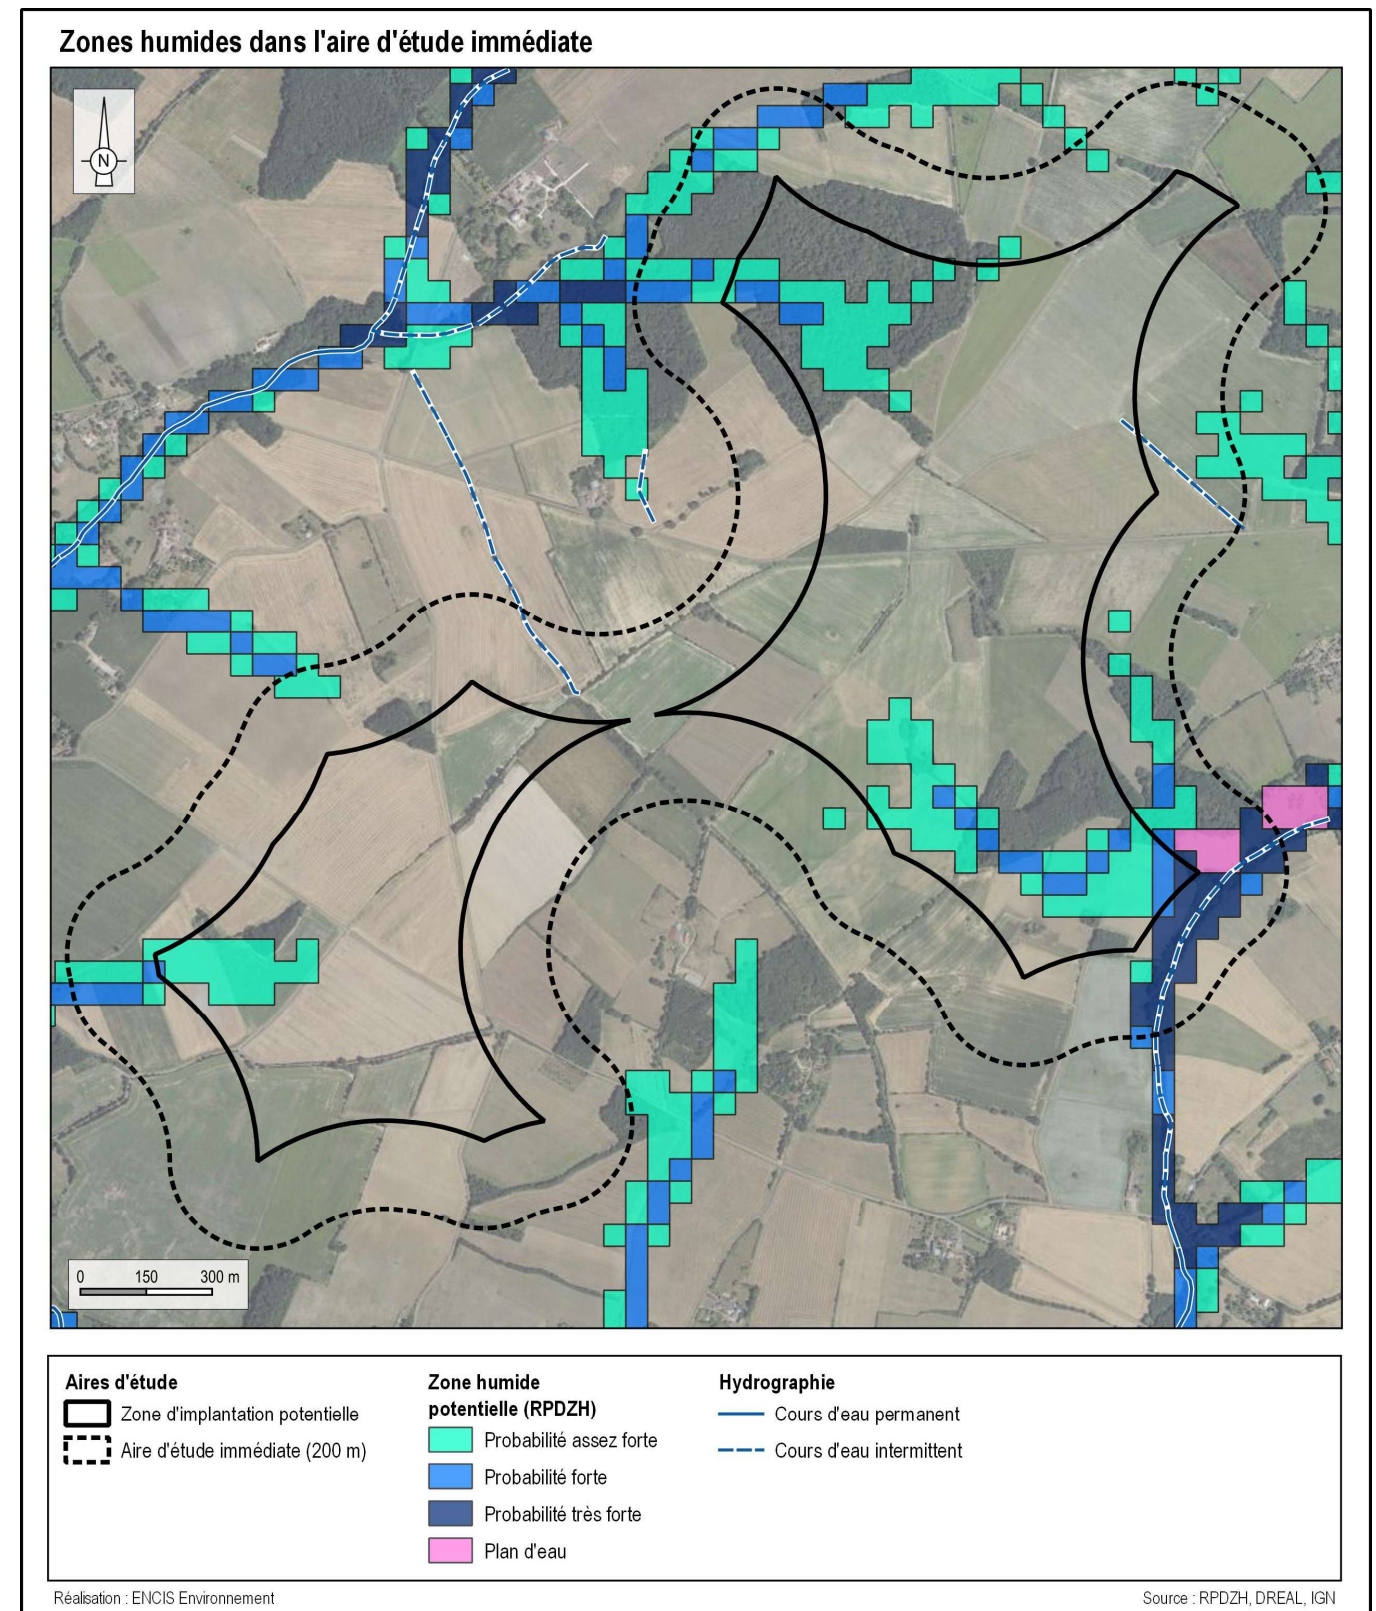 Zones humides dans l'aire d'étude immédiate
N
0 150 300 m
Aires d'étude
Zone d'implantation potentielle
Aire d'étude immédiate (200 m)
Zone humide
potentielle (RPDZH)
Probabilité assez forte
Probabilité forte
Probabilité très forte
Plan d'eau
Hydrographie
Cours d'eau permanent
Cours d'eau intermittent
Réalisation : ENCIS Environnement
Source : RPDZH, DREAL, IGN